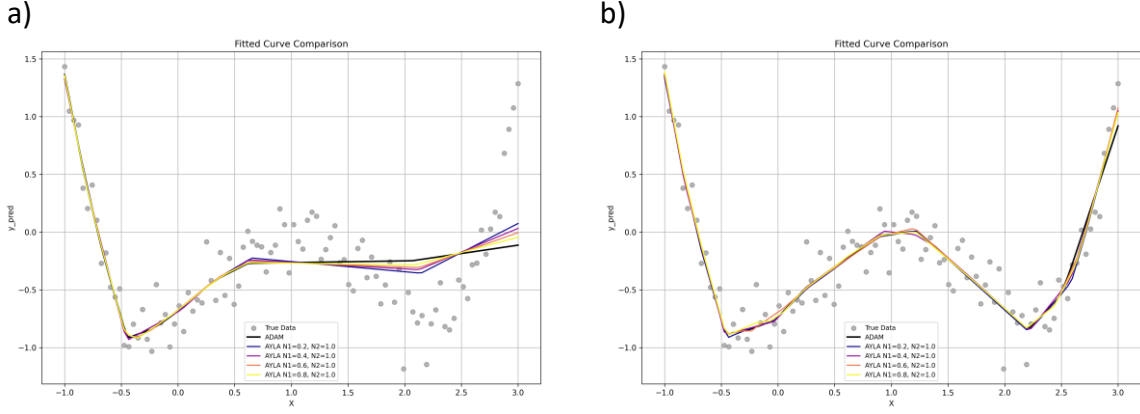 a)
Fitted Curve Comparison
1.5
1.0
0.5
0.0
−0.5
−1.0
y_pred
−1.0 −0.5 0.0 0.5 1.0 1.5 2.0 2.5 3.0
X
True Data
ADAM
AYLA N1=0.2, N2=1.0
AYLA N1=0.4, N2=1.0
AYLA N1=0.6, N2=1.0
AYLA N1=0.8, N2=1.0
b)
Fitted Curve Comparison
1.5
1.0
0.5
0.0
−0.5
−1.0
y_pred
−1.0 −0.5 0.0 0.5 1.0 1.5 2.0 2.5 3.0
X
True Data
ADAM
AYLA N1=0.2, N2=1.0
AYLA N1=0.4, N2=1.0
AYLA N1=0.6, N2=1.0
AYLA N1=0.8, N2=1.0